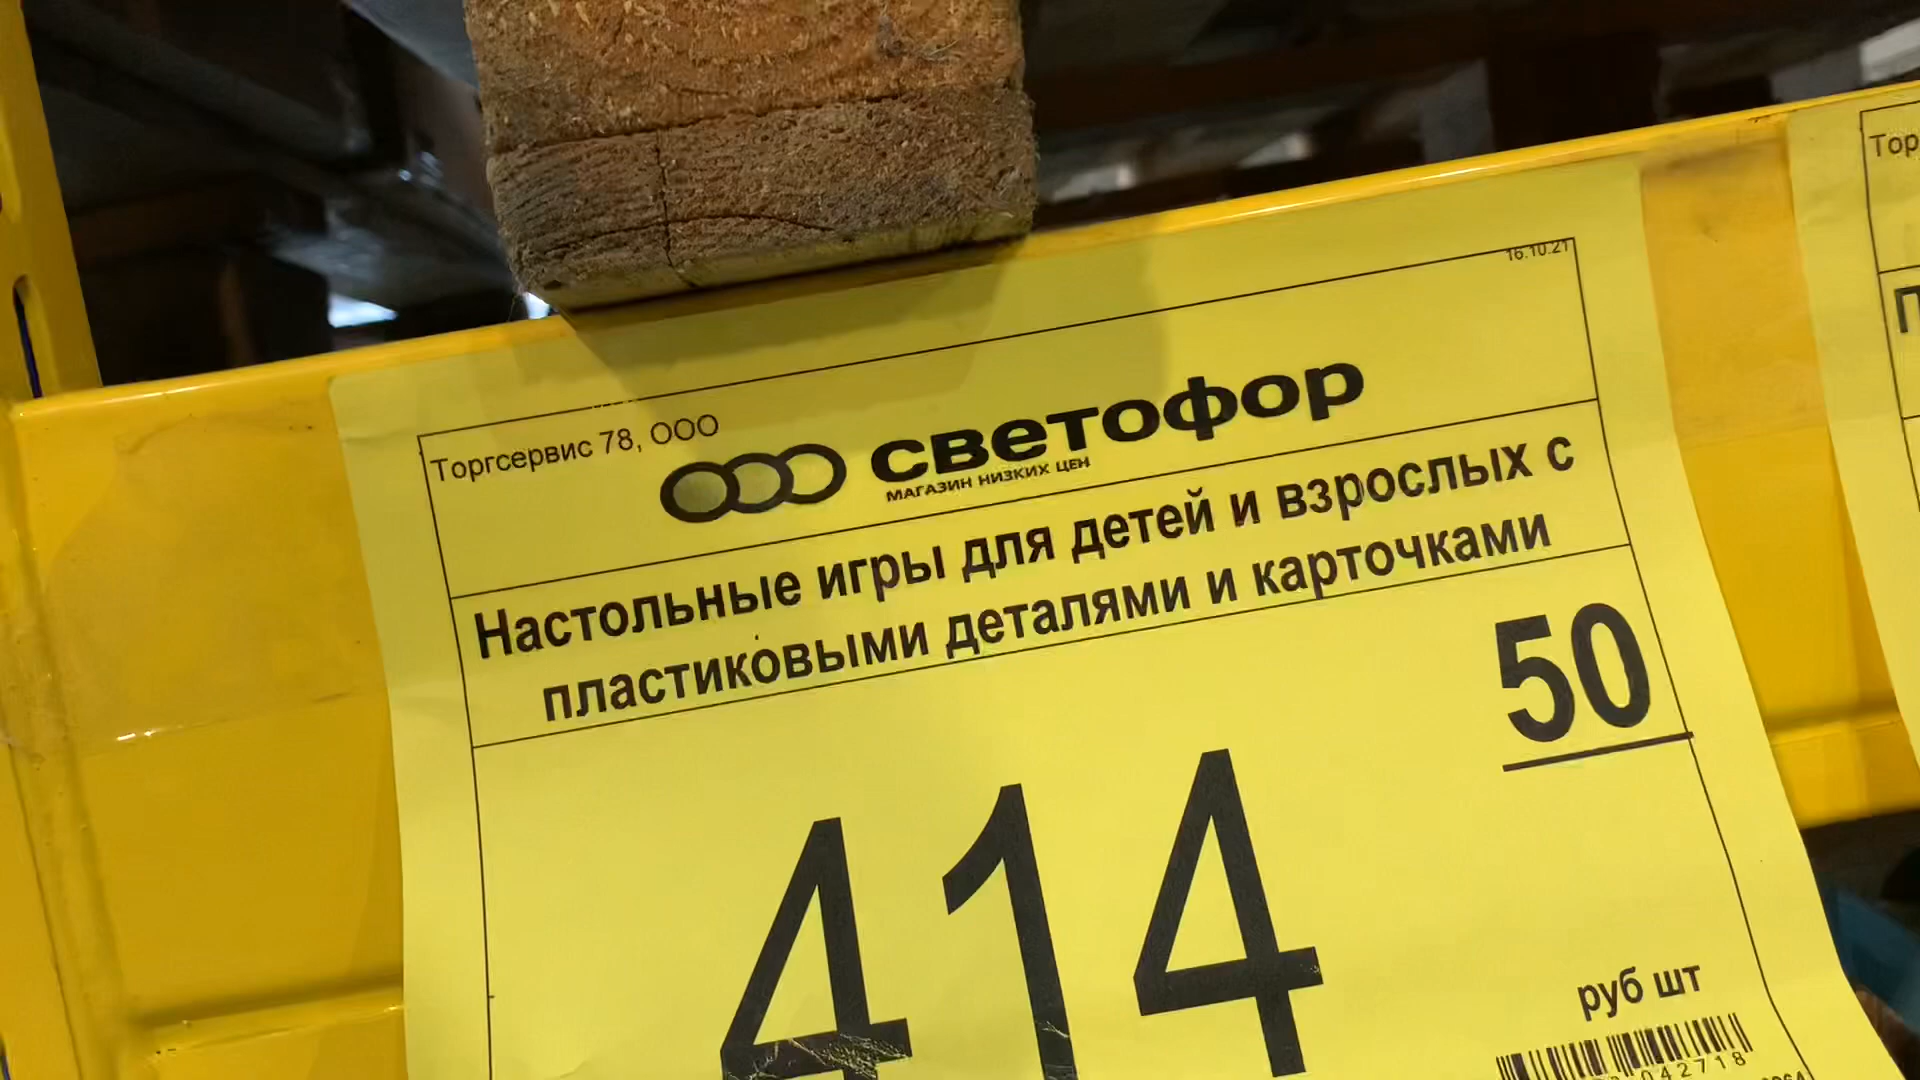 16.10.21
Торгсервис 78, ООО
светофор
МАГАЗИН НИЗКИХ ЦЕН
Настольные игры для детей и взрослых с
пластиковыми деталями и карточками
414 50
руб шт
042718
Тор